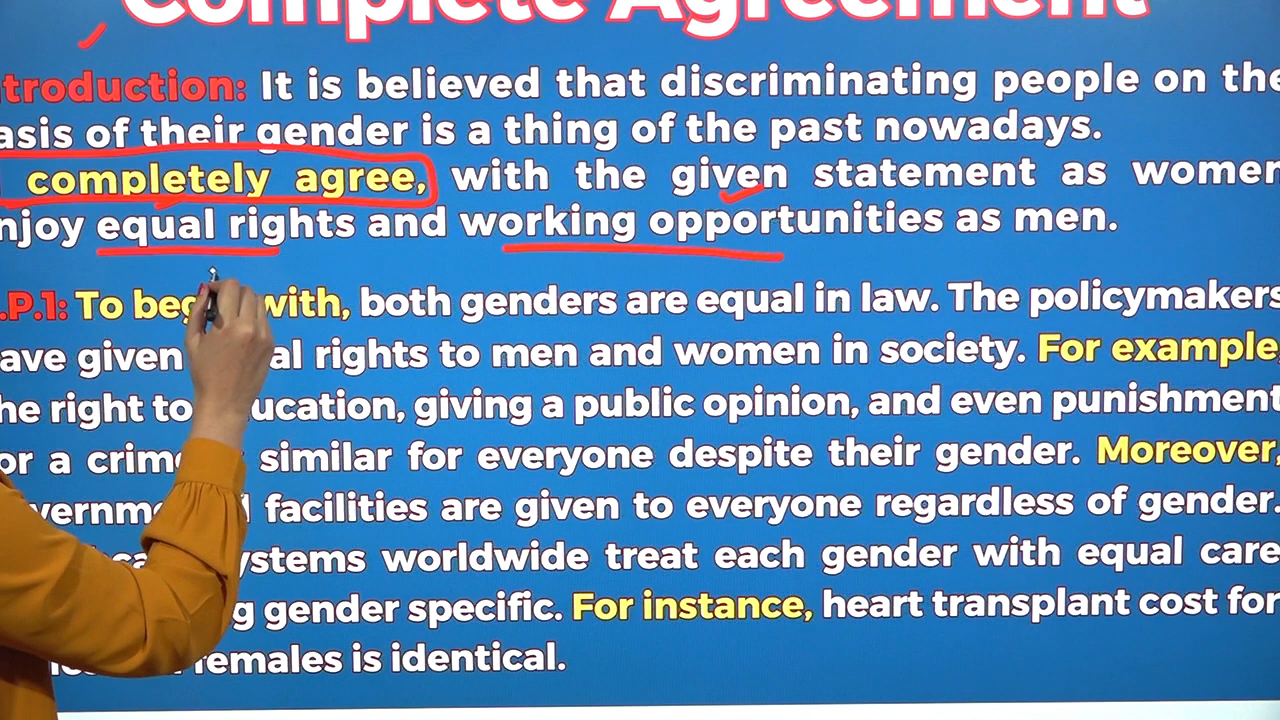 Complete Agreement
ntroduction: It is believed that discriminating people on the
asis of their gender is a thing of the past nowadays.
completely agree, with the given statement as women
njoy equal rights and working opportunities as men.
.P.1: To beg with, both genders are equal in law. The policymakers
ave given al rights to men and women in society. For example
he right to ucation, giving a public opinion, and even punishment
or a crime similar for everyone despite their gender. Moreover,
vernme l facilities are given to everyone regardless of gender.
ca ystems worldwide treat each gender with equal care
g gender specific. For instance, heart transplant cost for
females is identical.